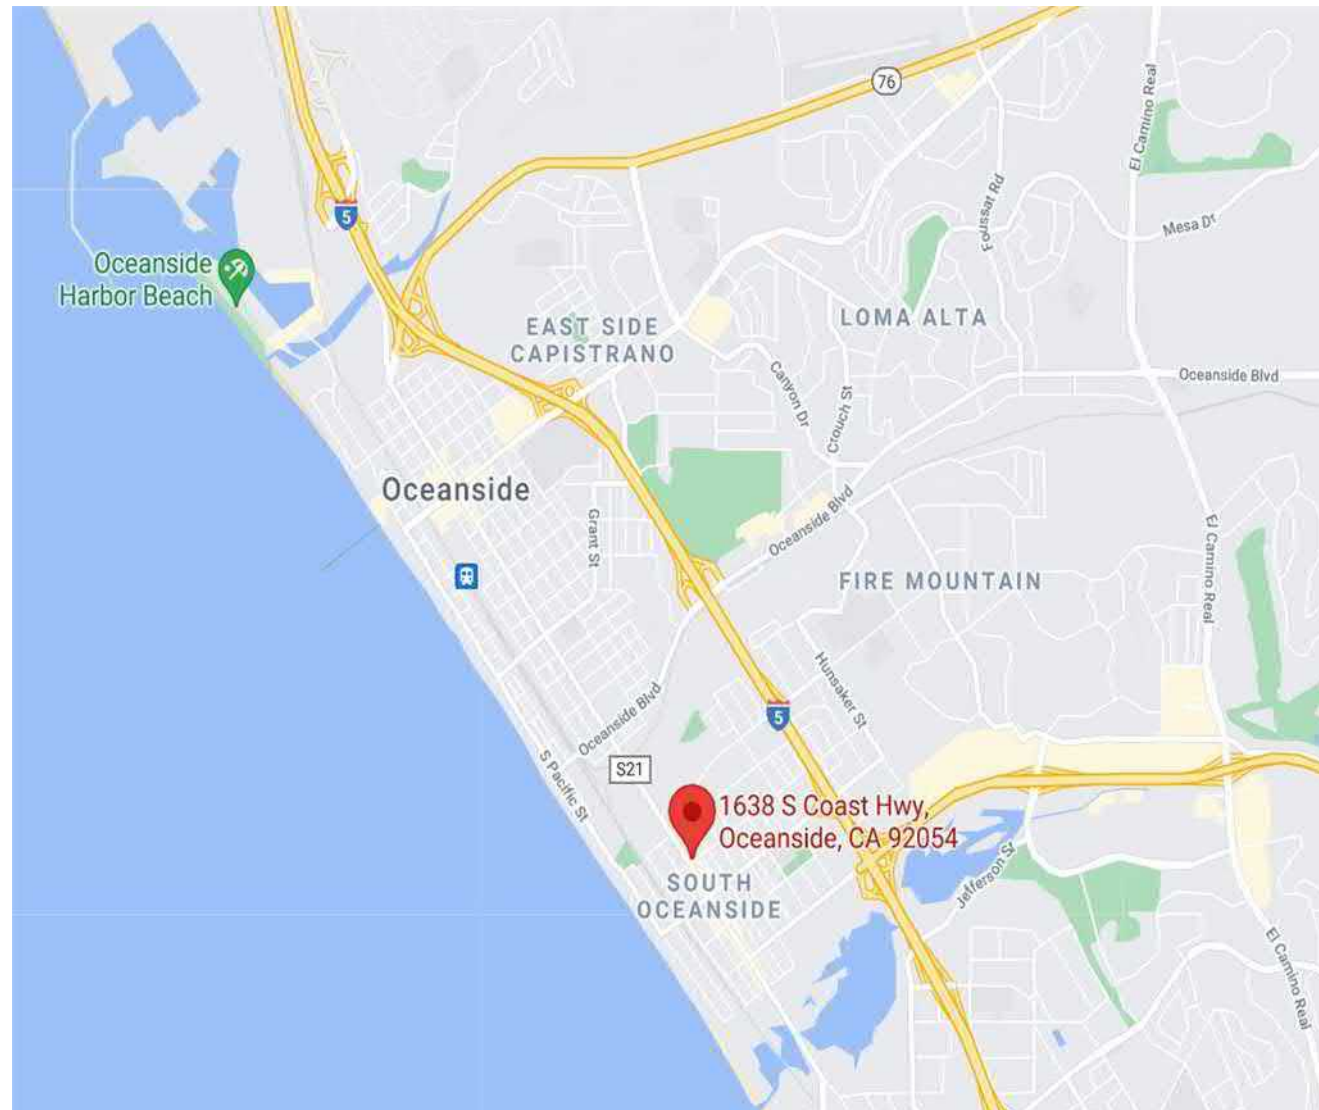 76
El Camino Real
5
Foussat Rd
Mesa Dr
Oceanside
Harbor Beach
EAST SIDE
CAPISTRANO
LOMA ALTA
Canyon Dr
Crouch St
Oceanside Blvd
Oceanside
Grant St
Oceanside Blvd
El Camino Real
FIRE MOUNTAIN
Hunsaker St
Oceanside Blvd
5
S Pacific St
S21
1638 S Coast Hwy,
Oceanside, CA 92054
Jefferson St
SOUTH
OCEANSIDE
El Camino Real